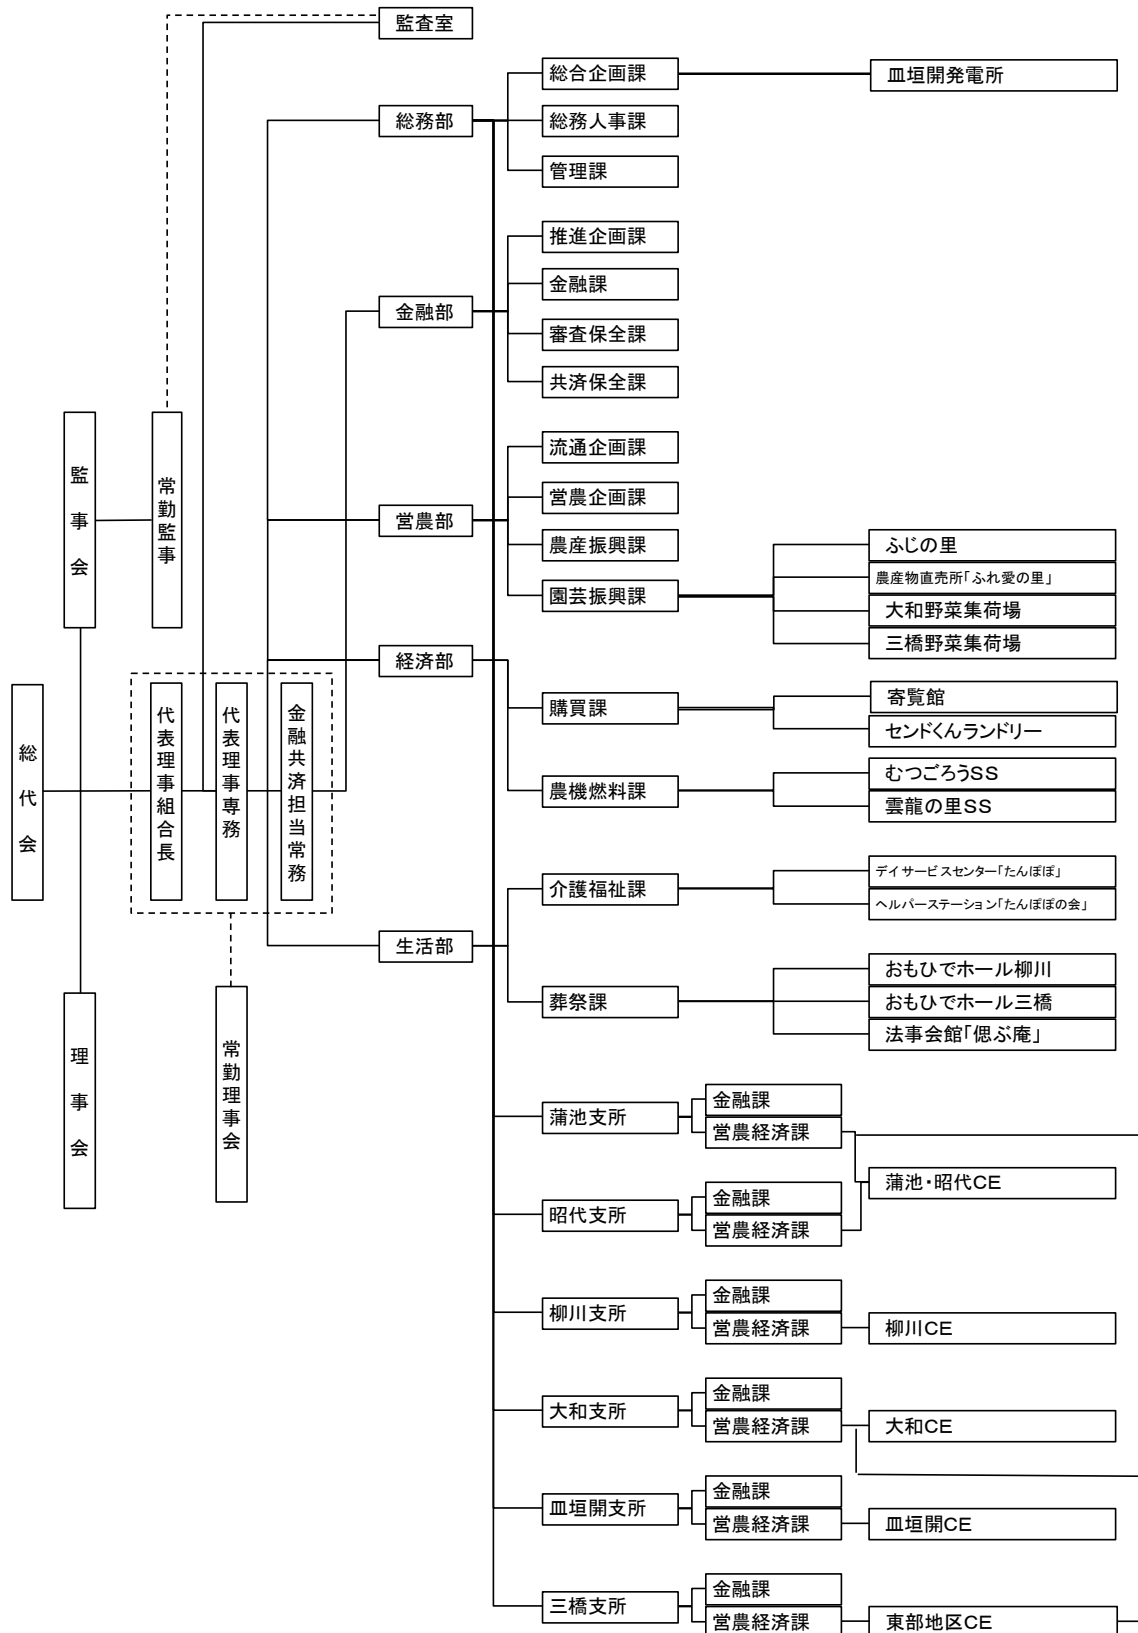 監査室
総合企画課
皿垣開発電所
総務部
総務人事課
管理課
推進企画課
金融課
金融部
審査保全課
共済保全課
監事会
常勤監事
流通企画課
営農企画課
営農部
農産振興課
ふじの里
農産物直売所「ふれ愛の里」
園芸振興課
大和野菜集荷場
三橋野菜集荷場
経済部
総代会
代表理事組合長
代表理事専務
金融共済担当常務
購買課
寄覧館
センドくんランドリー
農機燃料課
むつごろうSS
雲龍の里SS
介護福祉課
デイサービスセンター「たんぽぽ」
ヘルパーステーション「たんぽぽの会」
生活部
理事会
常勤理事会
葬祭課
おもひでホール柳川
おもひでホール三橋
法事会館「偲ぶ庵」
蒲池支所
金融課
営農経済課
蒲池・昭代CE
昭代支所
金融課
営農経済課
柳川支所
金融課
営農経済課
柳川CE
大和支所
金融課
営農経済課
大和CE
皿垣開支所
金融課
営農経済課
皿垣開CE
三橋支所
金融課
営農経済課
東部地区CE